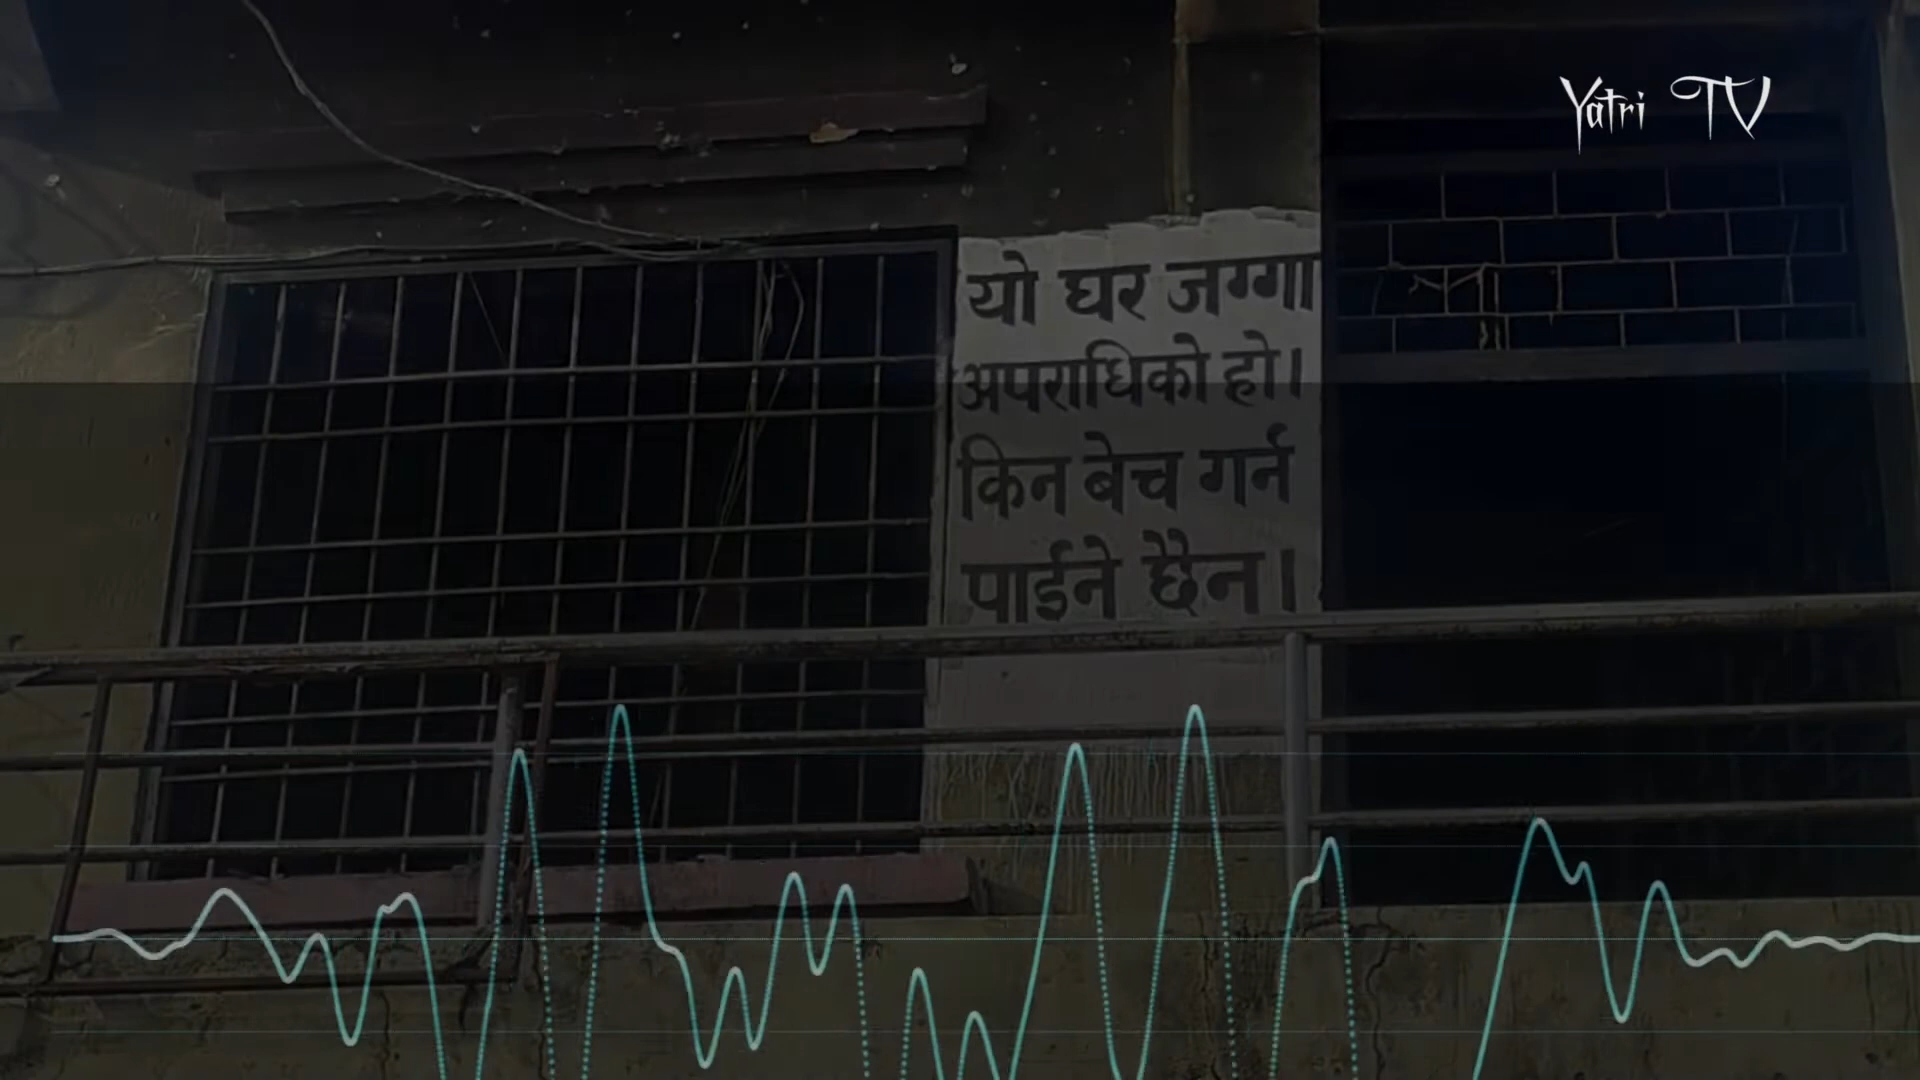 Yatri TV
यो घर जग्गा
अपराधिको हो।
किन बेच गर्न
पाईने छैन।